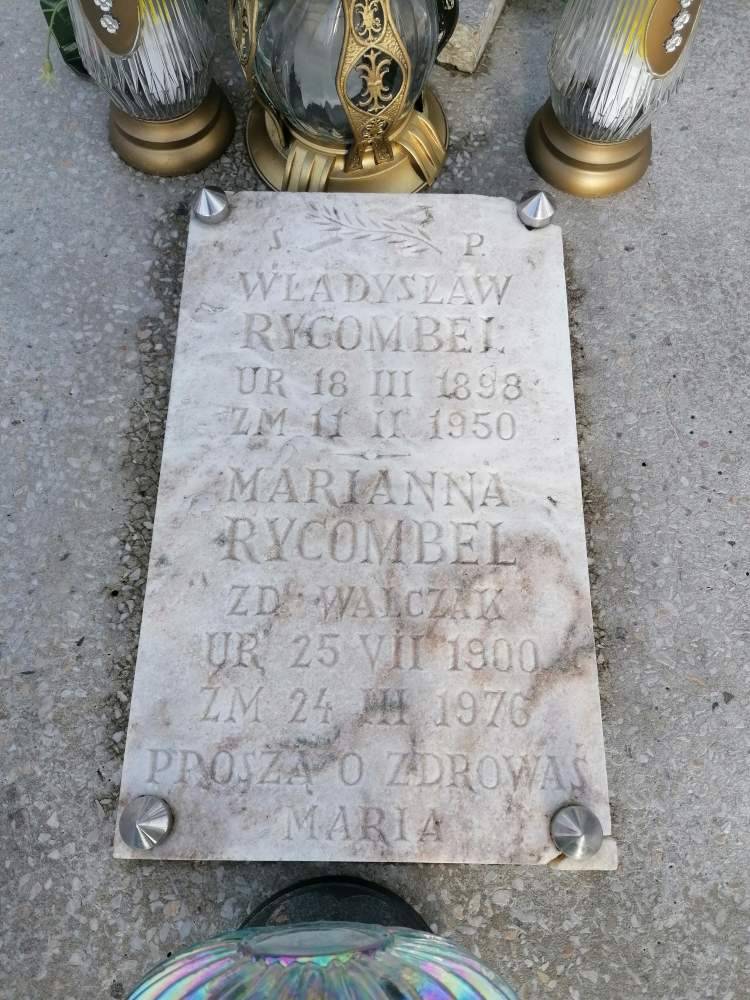 Ś. P.
WŁADYSŁAW
RYCOMBEL
UR 18 III 1898
ZM 11 II 1950
MARIANNA
RYCOMBEL
ZD. WALCZAK
UR 25 VII 1900
ZM 24 III 1976
PROSZĄ O ZDROWAŚ
MARIA